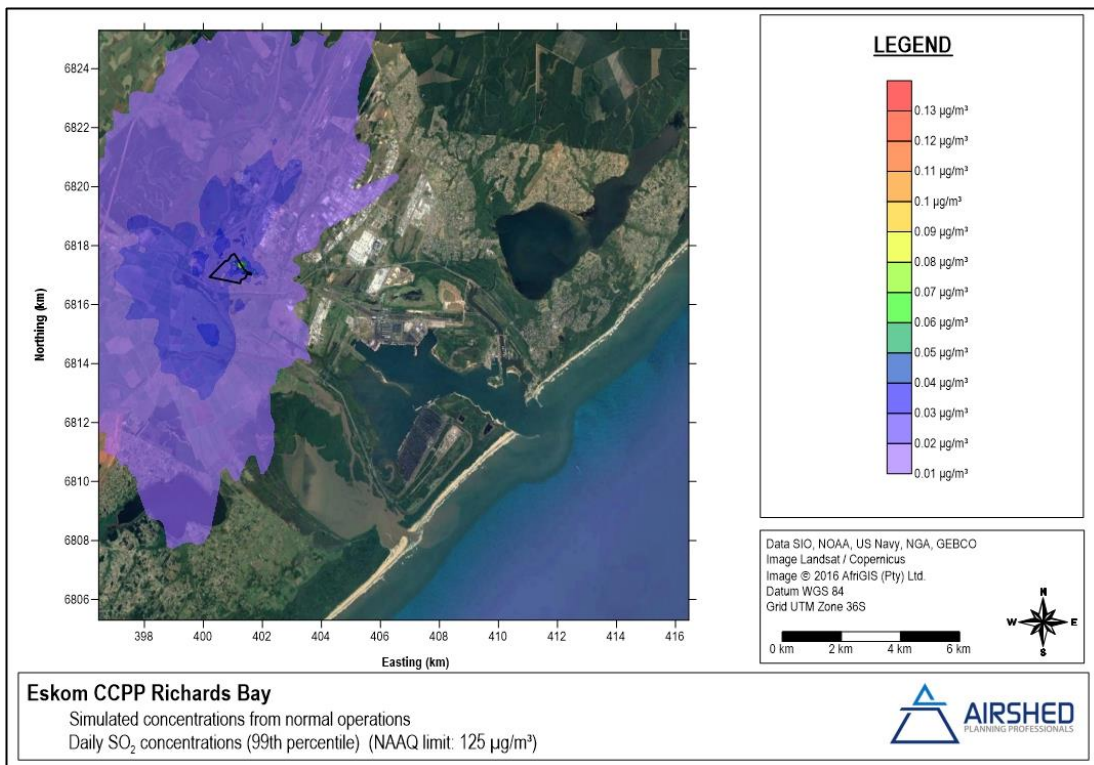 LEGEND
0.13 µg/m³
0.12 µg/m³
0.11 µg/m³
0.1 µg/m³
0.09 µg/m³
0.08 µg/m³
0.07 µg/m³
0.06 µg/m³
0.05 µg/m³
0.04 µg/m³
0.03 µg/m³
0.02 µg/m³
0.01 µg/m³
Northing (km)
6824
6822
6820
6818
6816
6814
6812
6810
6808
6806
398 400 402 404 406 408 410 412 414 416
Easting (km)
Data SIO, NOAA, US Navy, NGA, GEBCO
Image Landsat / Copernicus
Image © 2016 AfriGIS (Pty) Ltd.
Datum WGS 84
Grid UTM Zone 36S
0 km 2 km 4 km 6 km
N
W E
S
Eskom CCPP Richards Bay
Simulated concentrations from normal operations
Daily SO₂ concentrations (99th percentile) (NAAQ limit: 125 µg/m³)
AIRSHED
PLANNING PROFESSIONALS